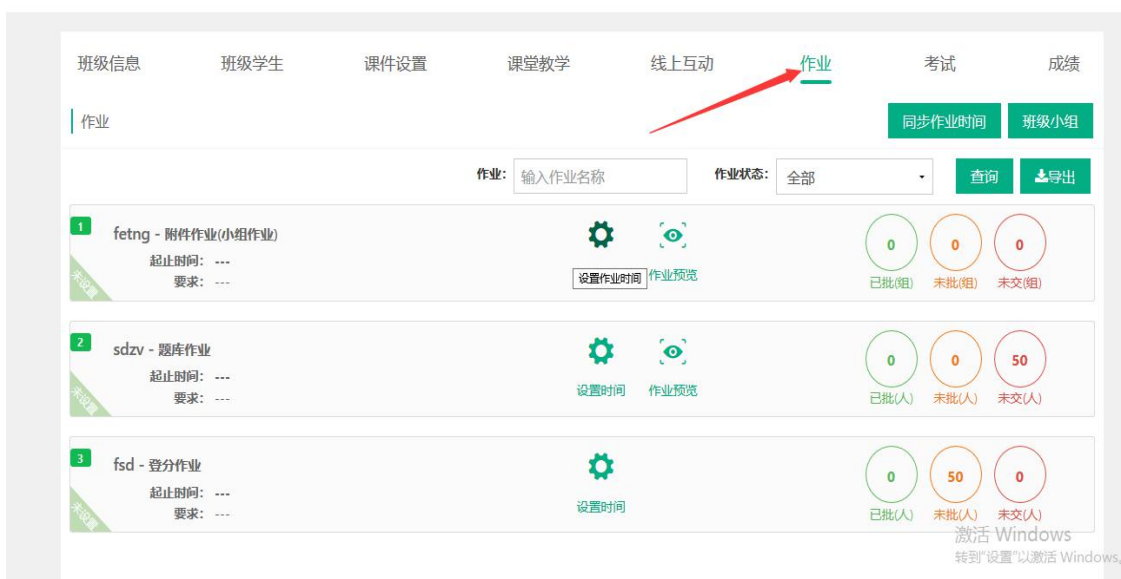 班级信息 班级学生 课件设置 课堂教学 线上互动 作业 考试 成绩
作业 同步作业时间 班级小组
作业: 输入作业名称 作业状态: 全部 查询 导出
1 fetng - 附件作业(小组作业)
起止时间: ---
要求: ---
未设置
设置作业时间 作业预览
0 0 0
已批(组) 未批(组) 未交(组)
2 sdzv - 题库作业
起止时间: ---
要求: ---
未设置
设置时间 作业预览
0 0 50
已批(人) 未批(人) 未交(人)
3 fsd - 登分作业
起止时间: ---
要求: ---
未设置
设置时间
0 50 0
已批(人) 未批(人) 未交(人)
激活 Windows
转到"设置"以激活 Windows。